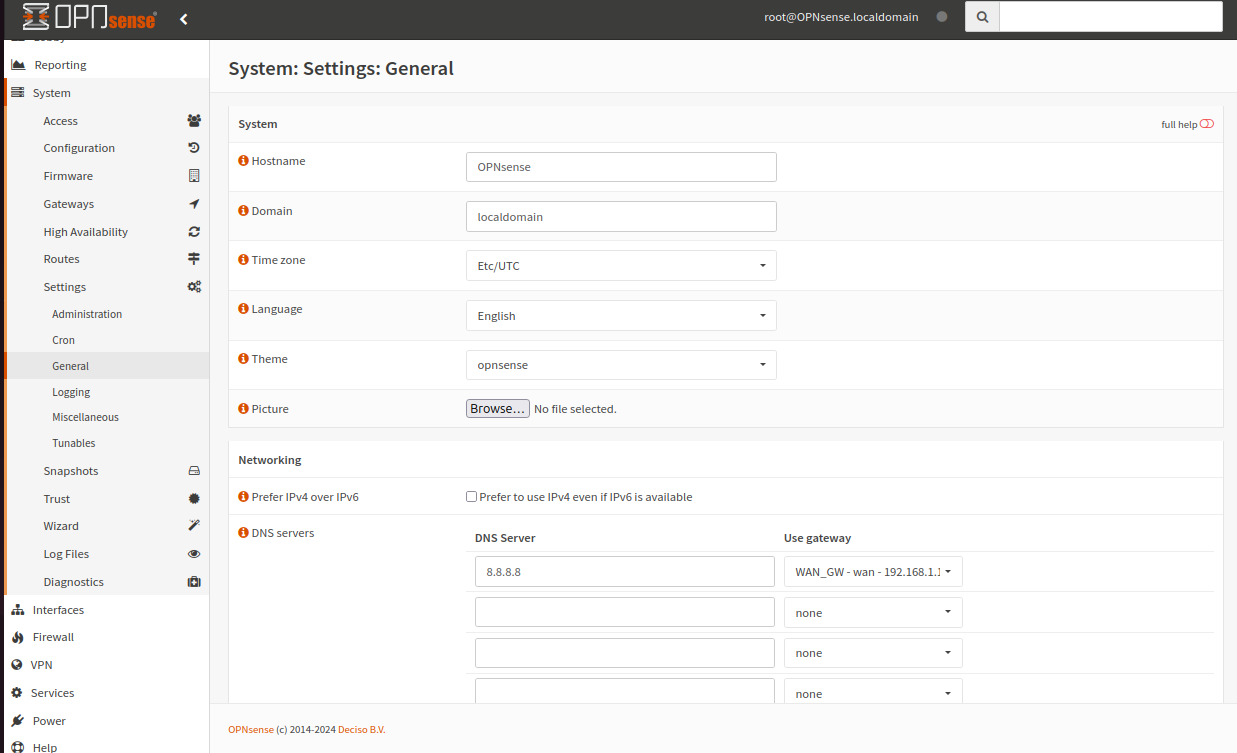 OPNsense
root@OPNsense.localdomain
Lobby
Reporting
System
Access
Configuration
Firmware
Gateways
High Availability
Routes
Settings
Administration
Cron
General
Logging
Miscellaneous
Tunables
Snapshots
Trust
Wizard
Log Files
Diagnostics
Interfaces
Firewall
VPN
Services
Power
Help
System: Settings: General
System full help
Hostname OPNsense
Domain localdomain
Time zone Etc/UTC
Language English
Theme opnsense
Picture Browse... No file selected.
Networking
Prefer IPv4 over IPv6 Prefer to use IPv4 even if IPv6 is available
DNS servers DNS Server Use gateway
8.8.8.8 WAN_GW - wan - 192.168.1.1
none
none
none
OPNsense (c) 2014-2024 Deciso B.V.